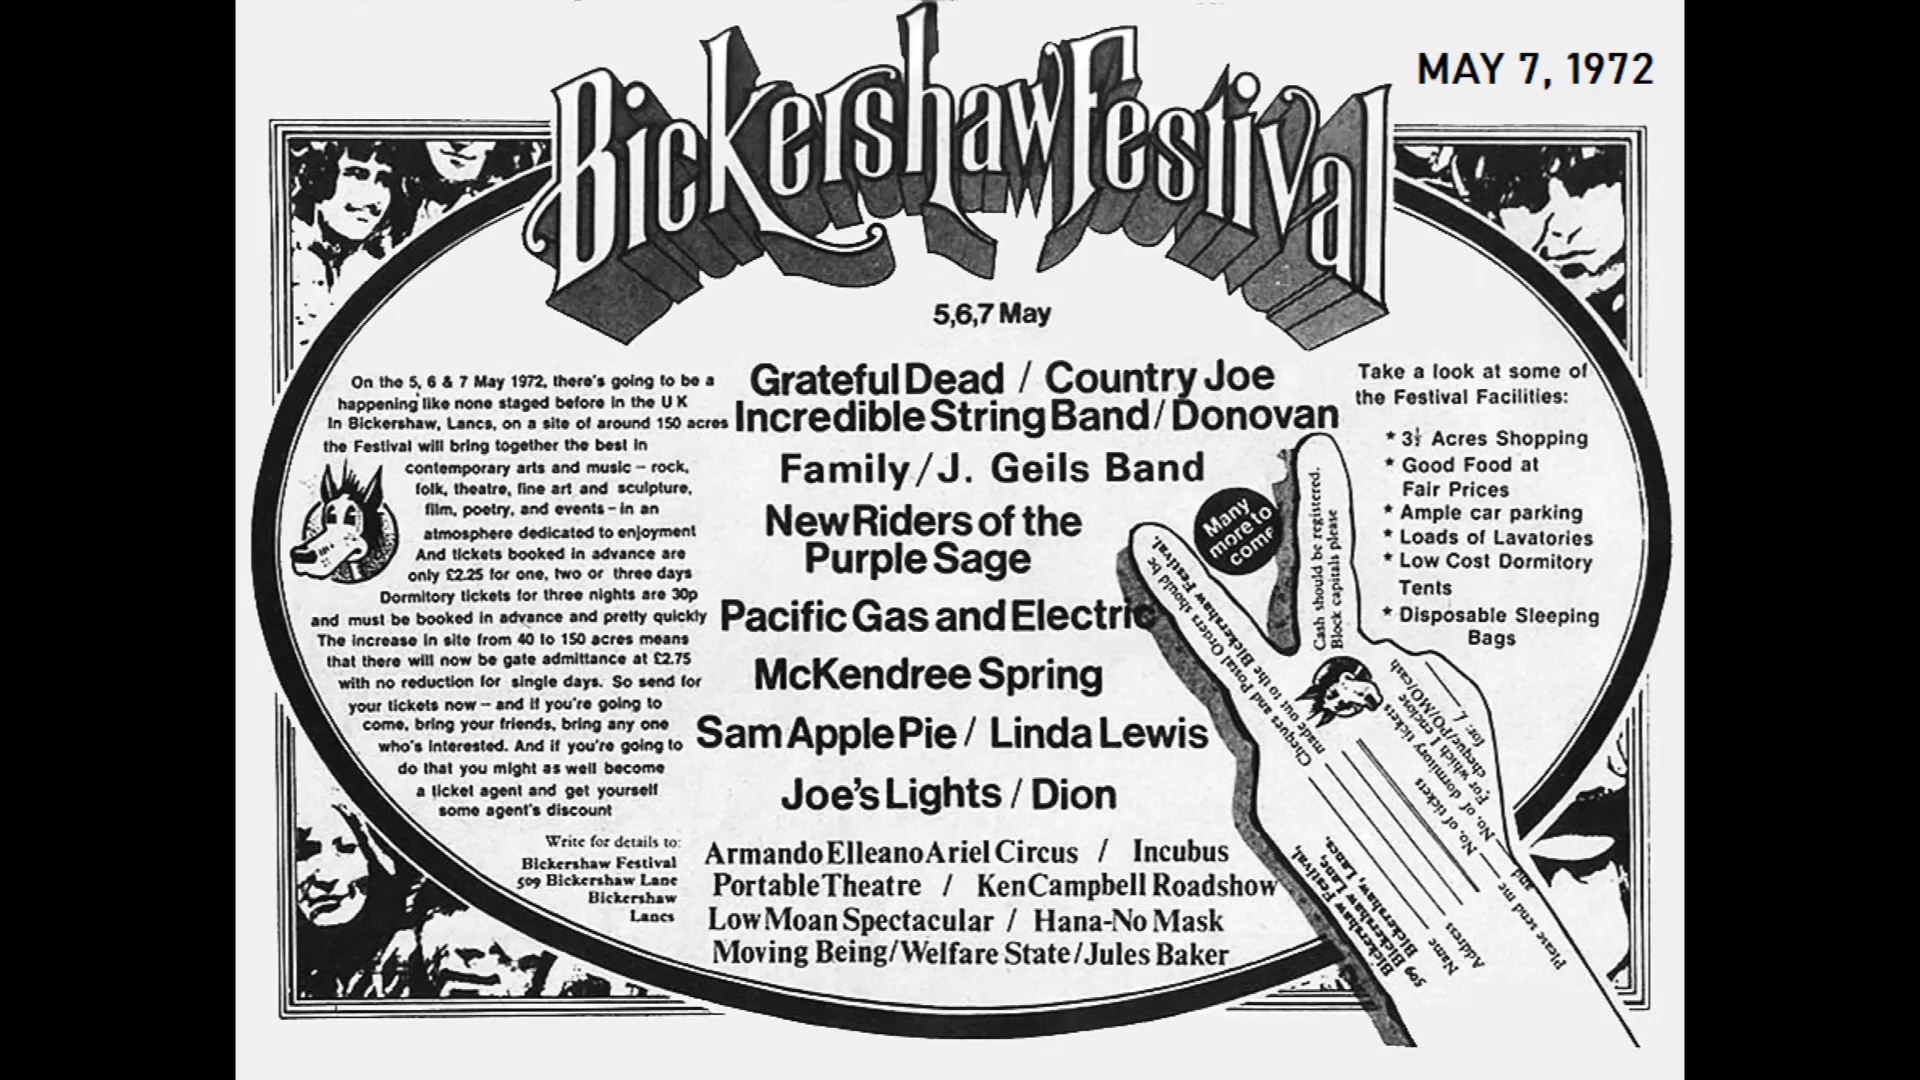 Bickershaw Festival
MAY 7, 1972
5,6,7 May
On the 5, 6 & 7 May 1972, there's going to be a
happening like none staged before in the U K
In Bickershaw, Lancs, on a site of around 150 acres
the Festival will bring together the best in
contemporary arts and music – rock,
folk, theatre, fine art and sculpture,
film, poetry, and events – in an
atmosphere dedicated to enjoyment
And tickets booked in advance are
only £2.25 for one, two or three days
Dormitory tickets for three nights are 30p
and must be booked in advance and pretty quickly
The increase in site from 40 to 150 acres means
that there will now be gate admittance at £2.75
with no reduction for single days. So send for
your tickets now – and if you're going to
come, bring your friends, bring any one
who's interested. And if you're going to
do that you might as well become
a ticket agent and get yourself
some agent's discount
Write for details to:
Bickershaw Festival
509 Bickershaw Lane
Bickershaw
Lancs
Grateful Dead / Country Joe
Incredible String Band / Donovan
Family / J. Geils Band
New Riders of the
Purple Sage
Pacific Gas and Electric
McKendree Spring
Sam Apple Pie / Linda Lewis
Joe's Lights / Dion
Armando Elleano Ariel Circus / Incubus
Portable Theatre / Ken Campbell Roadshow
Low Moan Spectacular / Hana-No Mask
Moving Being/Welfare State/Jules Baker
Many
more to
come
Take a look at some of
the Festival Facilities:
* 3½ Acres Shopping
* Good Food at
Fair Prices
* Ample car parking
* Loads of Lavatories
* Low Cost Dormitory
Tents
* Disposable Sleeping
Bags
Cash should be registered.
Block capitals please
Cheques and Postal Orders should be
made out to the Bickershaw Festival.
Please send me
and
No. of tickets
No. of dormitory tickets
For which I enclose
cheque/PO/MO/cash
for: £
Name
Address
Bickershaw Festival,
509 Bickershaw Lane,
Bickershaw, Lancs.